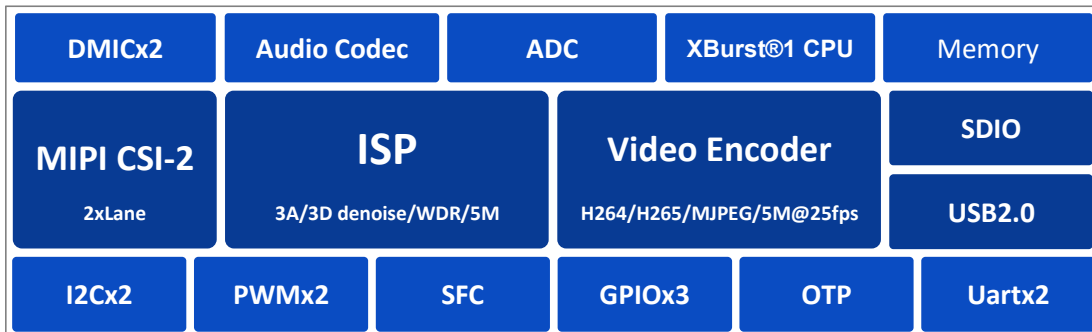 DMICx2
Audio Codec
ADC
XBurst®1 CPU
Memory
MIPI CSI-2
2xLane
ISP
3A/3D denoise/WDR/5M
Video Encoder
H264/H265/MJPEG/5M@25fps
SDIO
USB2.0
I2Cx2
PWMx2
SFC
GPIOx3
OTP
Uartx2